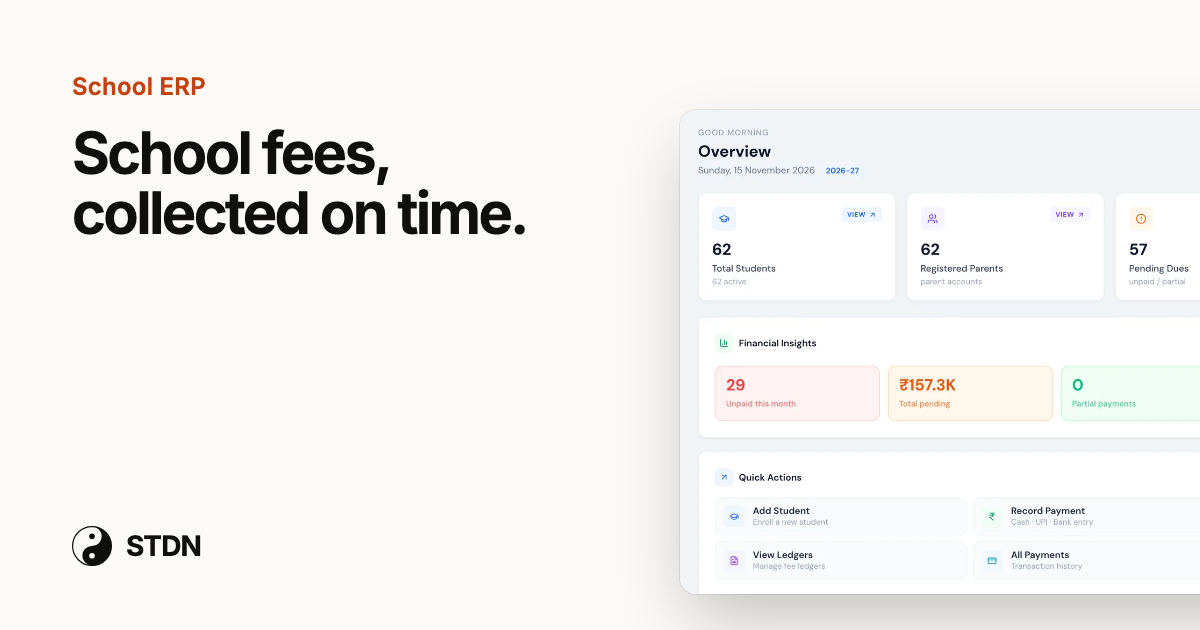 School ERP
School fees,
collected on time.
STDN
GOOD MORNING
Overview
Sunday, 15 November 2026 2026-27
VIEW
62
Total Students
62 active
VIEW
62
Registered Parents
parent accounts
57
Pending Dues
unpaid / partial
Financial Insights
29
Unpaid this month
₹157.3K
Total pending
0
Partial payments
Quick Actions
Add Student
Enroll a new student
Record Payment
Cash · UPI · Bank entry
View Ledgers
Manage fee ledgers
All Payments
Transaction history